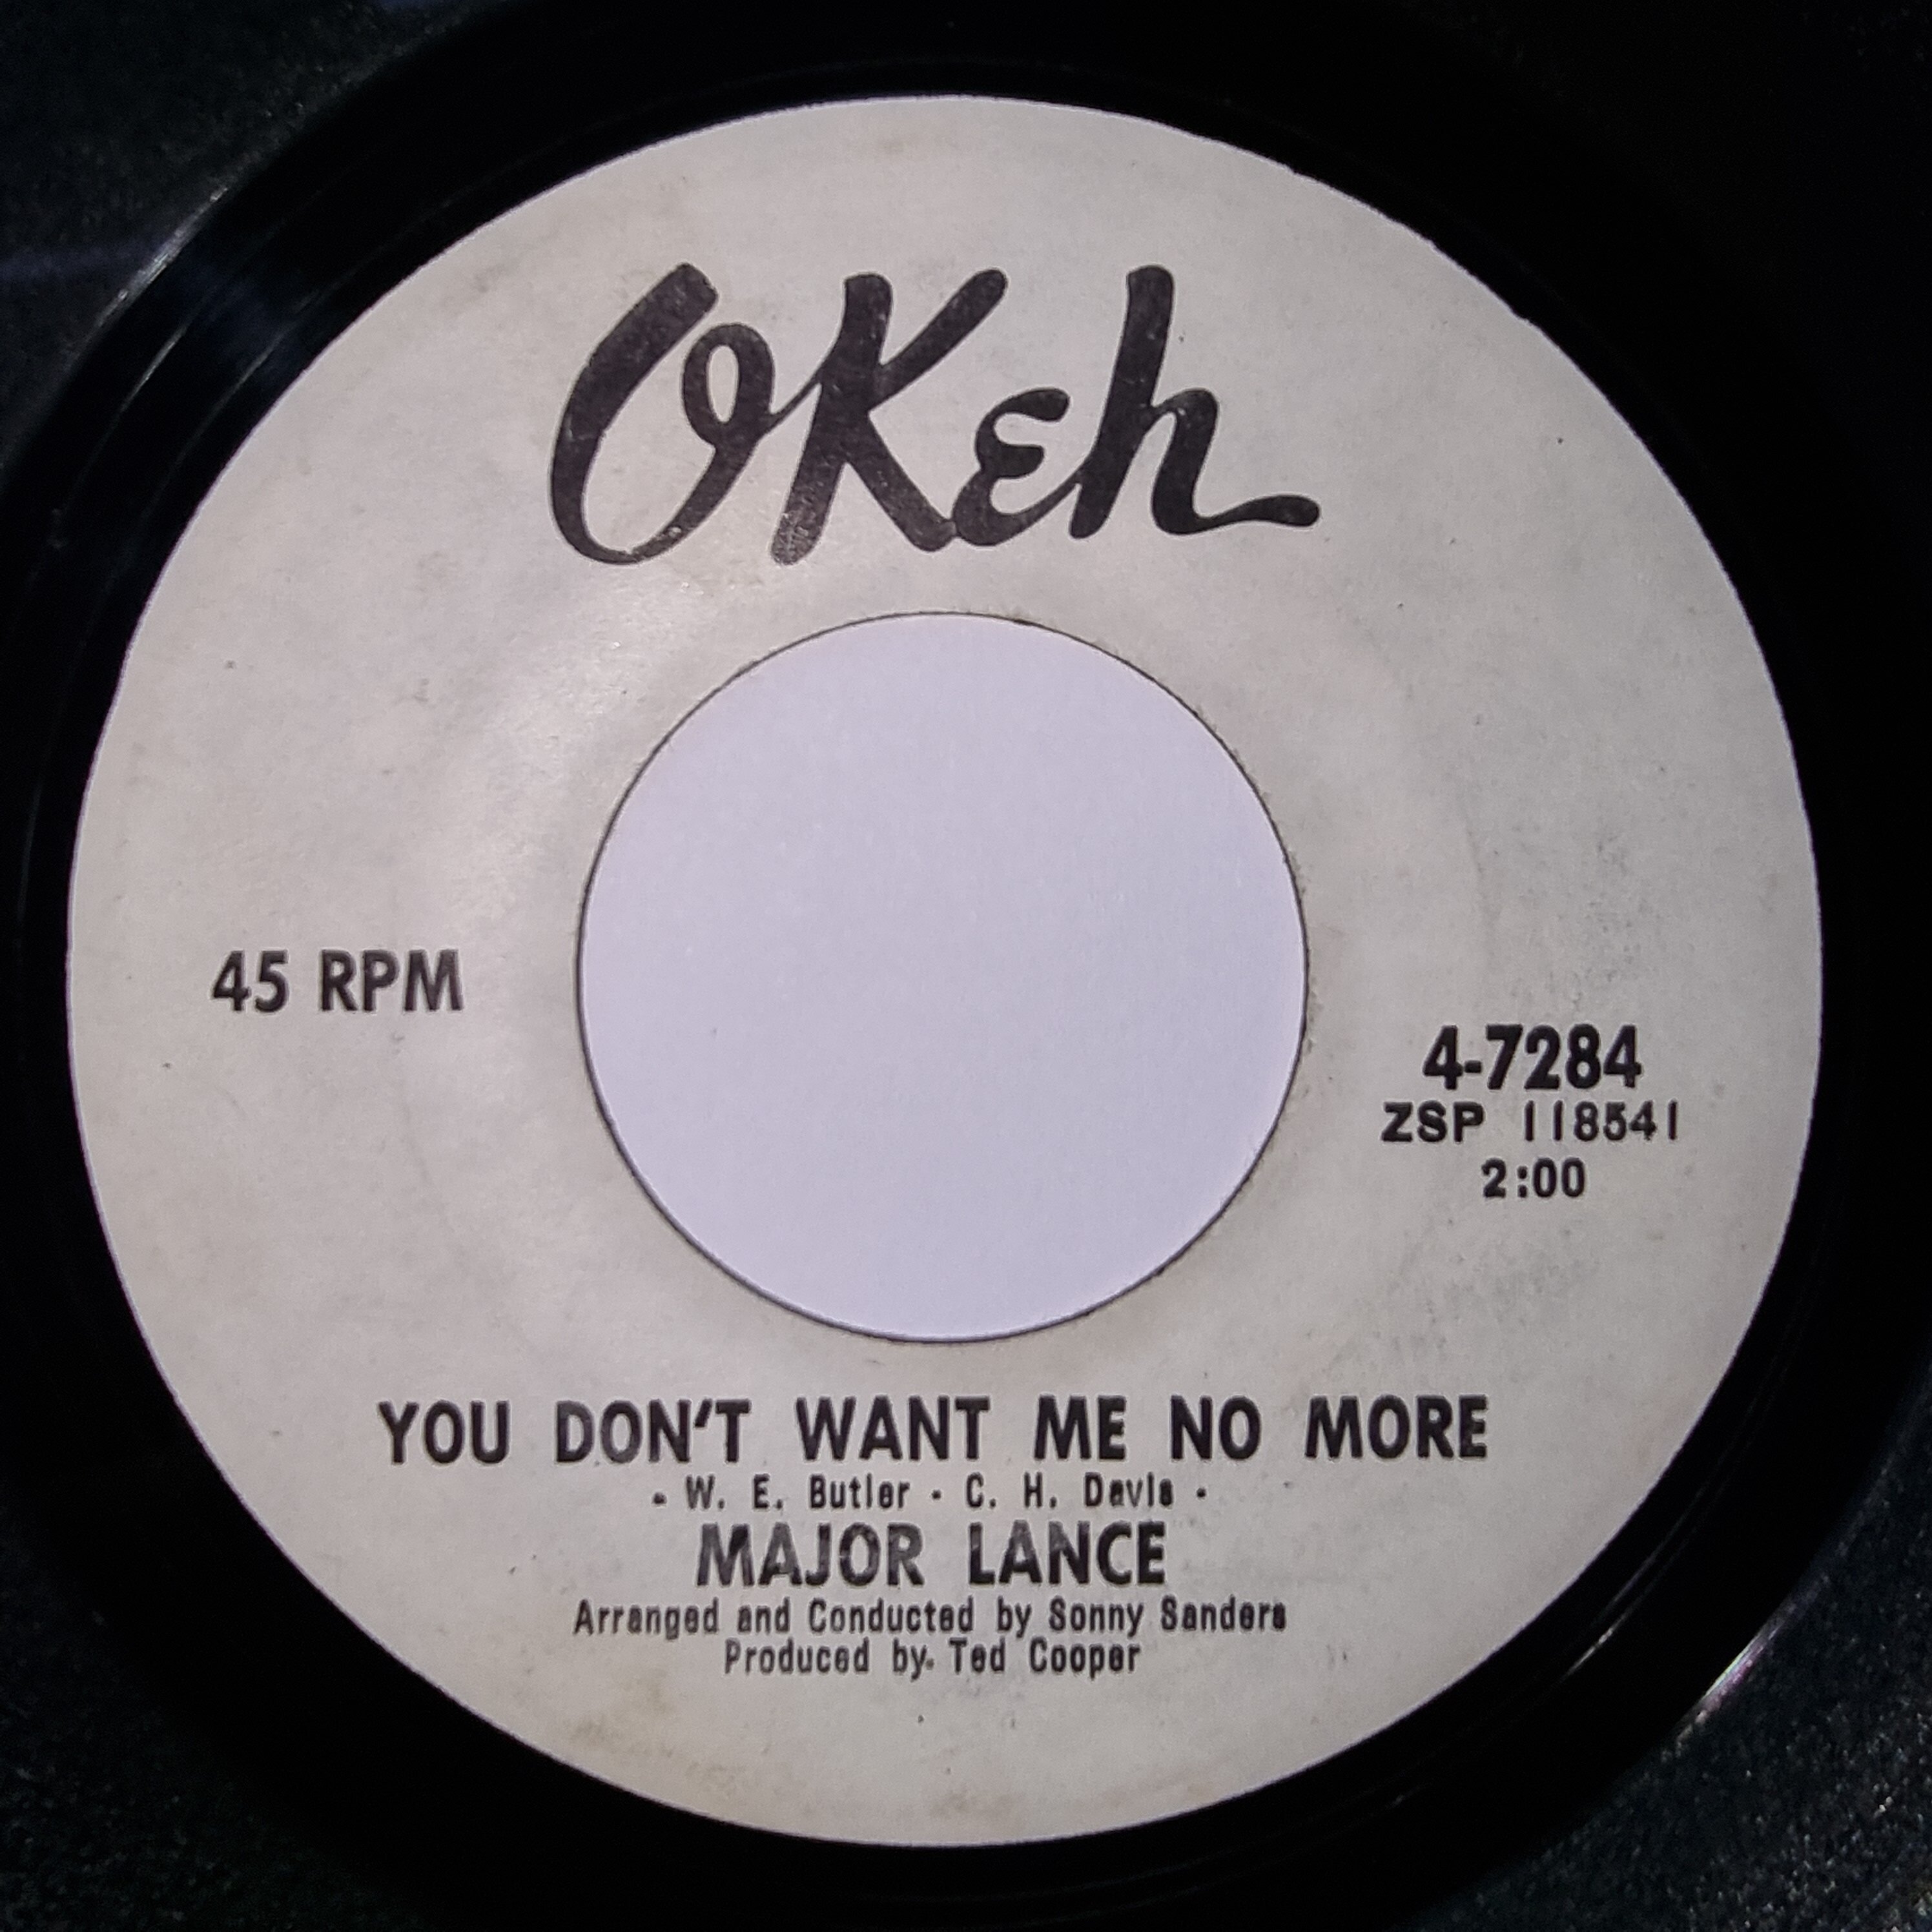 OKeh
45 RPM
4-7284
ZSP 118541
2:00
YOU DON'T WANT ME NO MORE
• W. E. Butler • C. H. Davis •
MAJOR LANCE
Arranged and Conducted by Sonny Sanders
Produced by• Ted Cooper